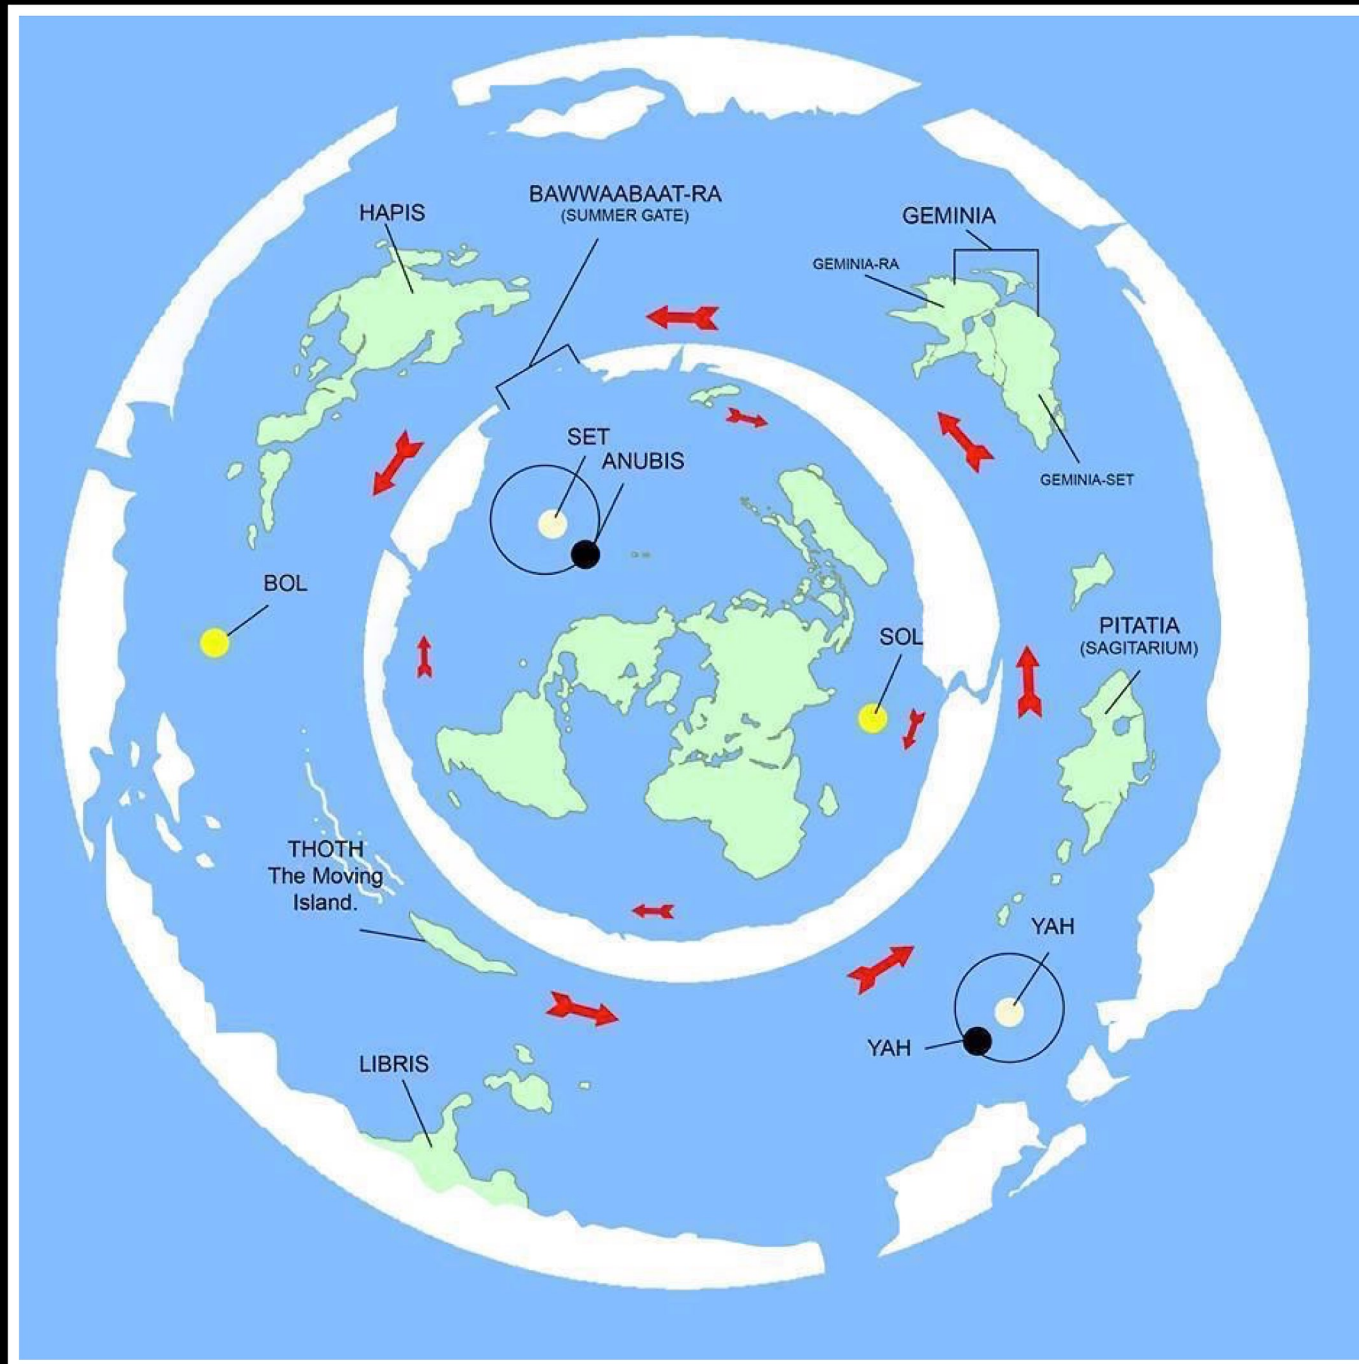 BAWWAABAAT-RA
(SUMMER GATE)
HAPIS
GEMINIA
GEMINIA-RA
SET
ANUBIS
GEMINIA-SET
BOL
SOL
PITATIA
(SAGITARIUM)
THOTH
The Moving
Island.
YAH
YAH
LIBRIS